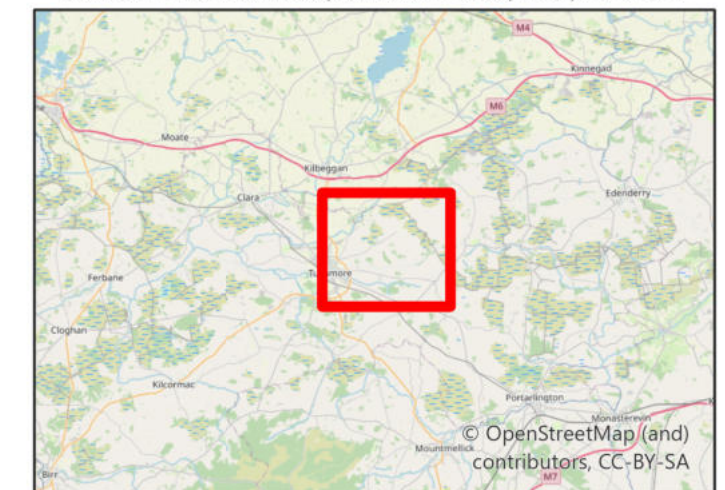 M4
Kinnegad
M6
Moate
Kilbeggan
Clara
Edenderry
Tullamore
Ferbane
Cloghan
Kilcormac
Portarlington
Monasterevin
© OpenStreetMap (and)
Mountmellick
contributors, CC-BY-SA
Birr
M7